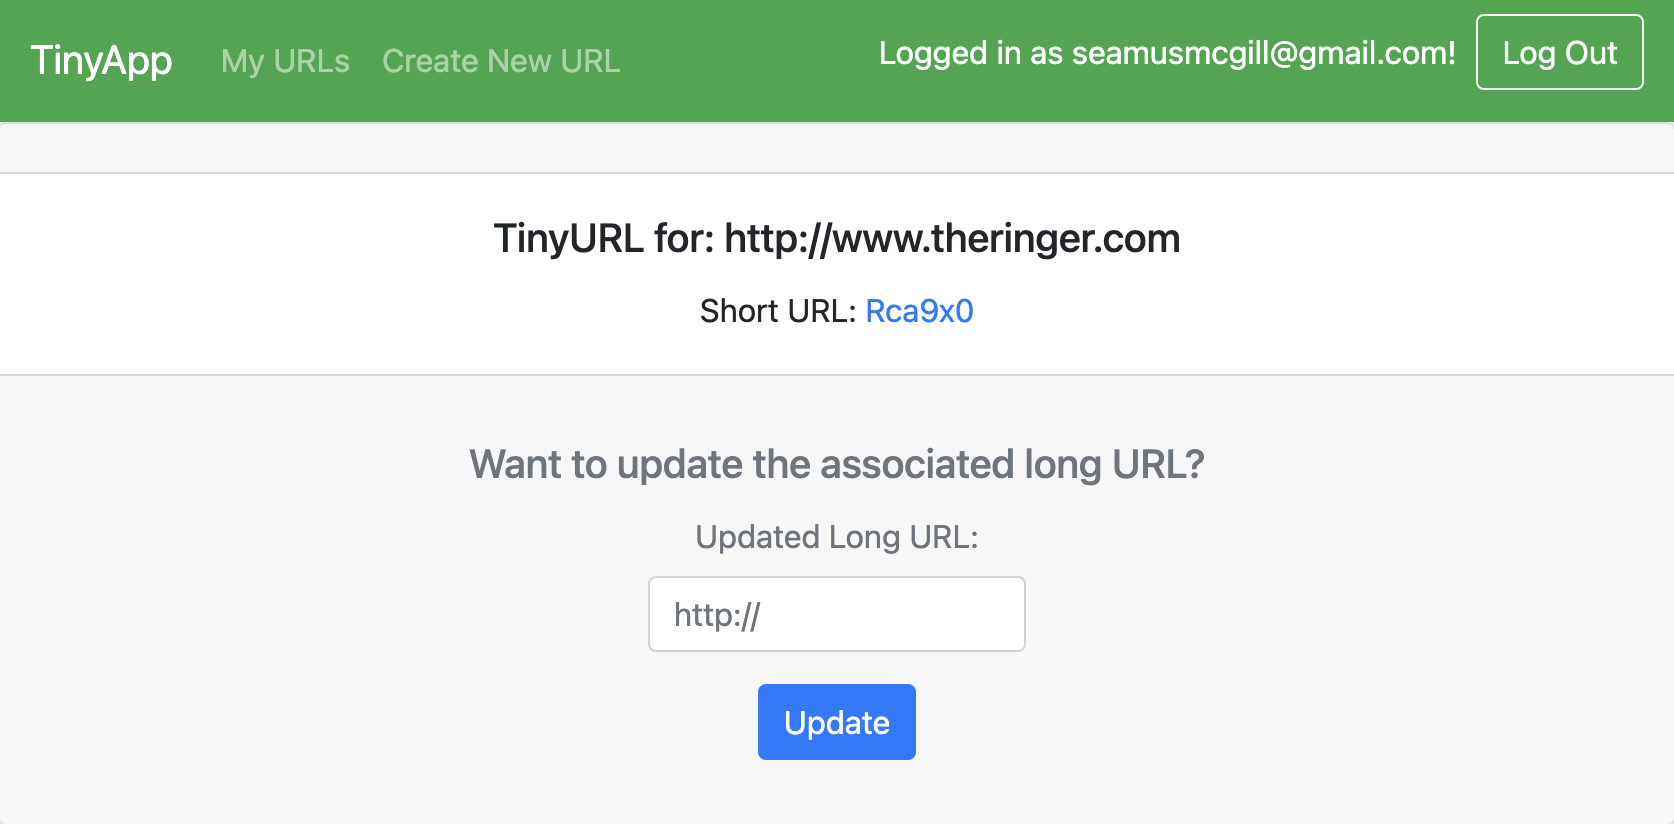 TinyApp My URLs Create New URL Logged in as seamusmcgill@gmail.com! Log Out
TinyURL for: http://www.theringer.com
Short URL: Rca9x0
Want to update the associated long URL?
Updated Long URL:
http://
Update